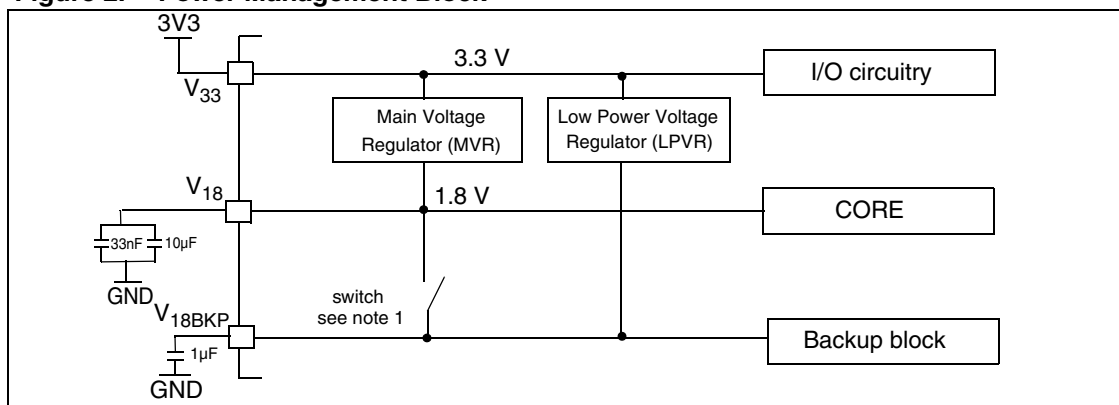 Figure 2. Power Management Block
3V3
V33
3.3 V
I/O circuitry
Main Voltage
Regulator (MVR)
Low Power Voltage
Regulator (LPVR)
V18
1.8 V
CORE
33nF
10µF
GND
switch
see note 1
V18BKP
1µF
GND
Backup block